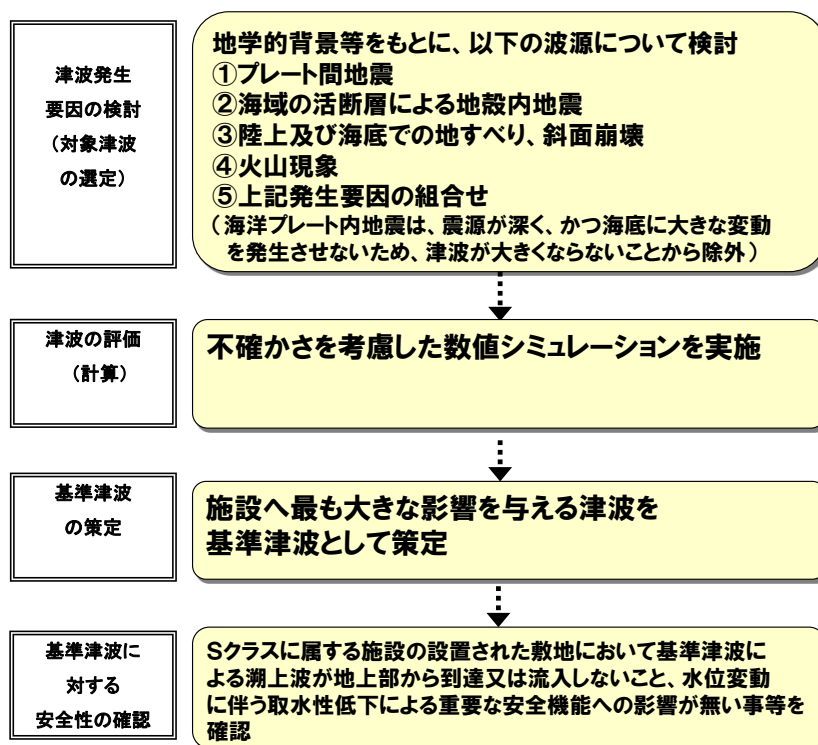 津波発生
要因の検討
（対象津波
の選定）
地学的背景等をもとに、以下の波源について検討
①プレート間地震
②海域の活断層による地殻内地震
③陸上及び海底での地すべり、斜面崩壊
④火山現象
⑤上記発生要因の組合せ
（海洋プレート内地震は、震源が深く、かつ海底に大きな変動
を発生させないため、津波が大きくならないことから除外）
津波の評価
（計算）
不確かさを考慮した数値シミュレーションを実施
基準津波
の策定
施設へ最も大きな影響を与える津波を
基準津波として策定
基準津波に
対する
安全性の確認
Sクラスに属する施設の設置された敷地において基準津波に
よる遡上波が地上部から到達又は流入しないこと、水位変動
に伴う取水性低下による重要な安全機能への影響が無い事等を
確認